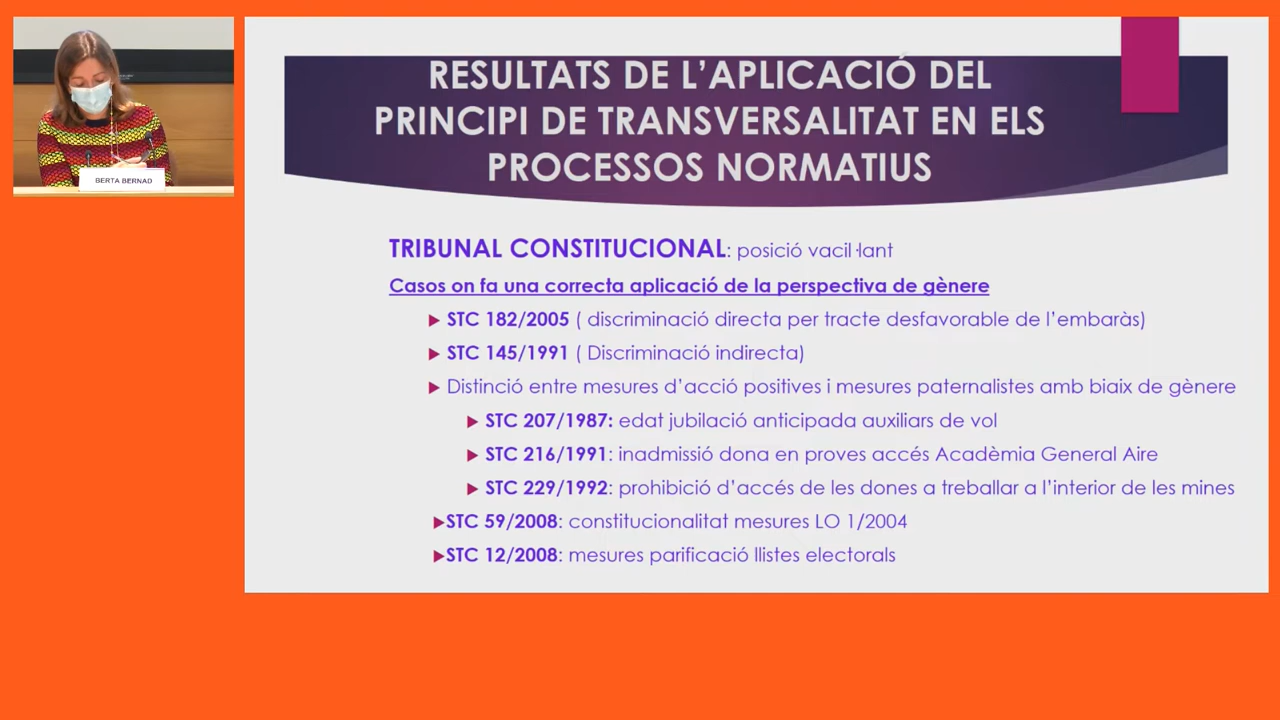 BERTA BERNAD
RESULTATS DE L'APLICACIÓ DEL
PRINCIPI DE TRANSVERSALITAT EN ELS
PROCESSOS NORMATIUS
TRIBUNAL CONSTITUCIONAL: posició vacil·lant
Casos on fa una correcta aplicació de la perspectiva de gènere
STC 182/2005 ( discriminació directa per tracte desfavorable de l'embaràs)
STC 145/1991 ( Discriminació indirecta)
Distinció entre mesures d'acció positives i mesures paternalistes amb biaix de gènere
STC 207/1987: edat jubilació anticipada auxiliars de vol
STC 216/1991: inadmissió dona en proves accés Acadèmia General Aire
STC 229/1992: prohibició d'accés de les dones a treballar a l'interior de les mines
STC 59/2008: constitucionalitat mesures LO 1/2004
STC 12/2008: mesures parificació llistes electorals